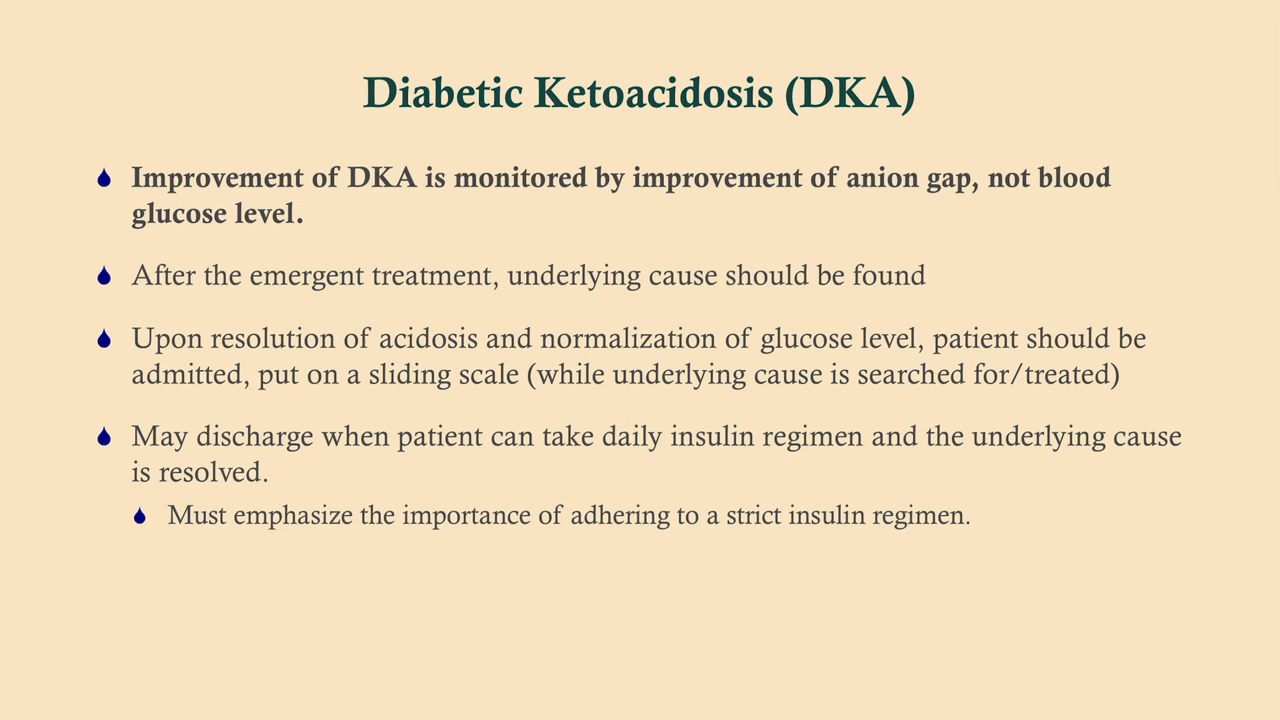 Diabetic Ketoacidosis (DKA)
Improvement of DKA is monitored by improvement of anion gap, not blood
glucose level.
After the emergent treatment, underlying cause should be found
Upon resolution of acidosis and normalization of glucose level, patient should be
admitted, put on a sliding scale (while underlying cause is searched for/treated)
May discharge when patient can take daily insulin regimen and the underlying cause
is resolved.
Must emphasize the importance of adhering to a strict insulin regimen.